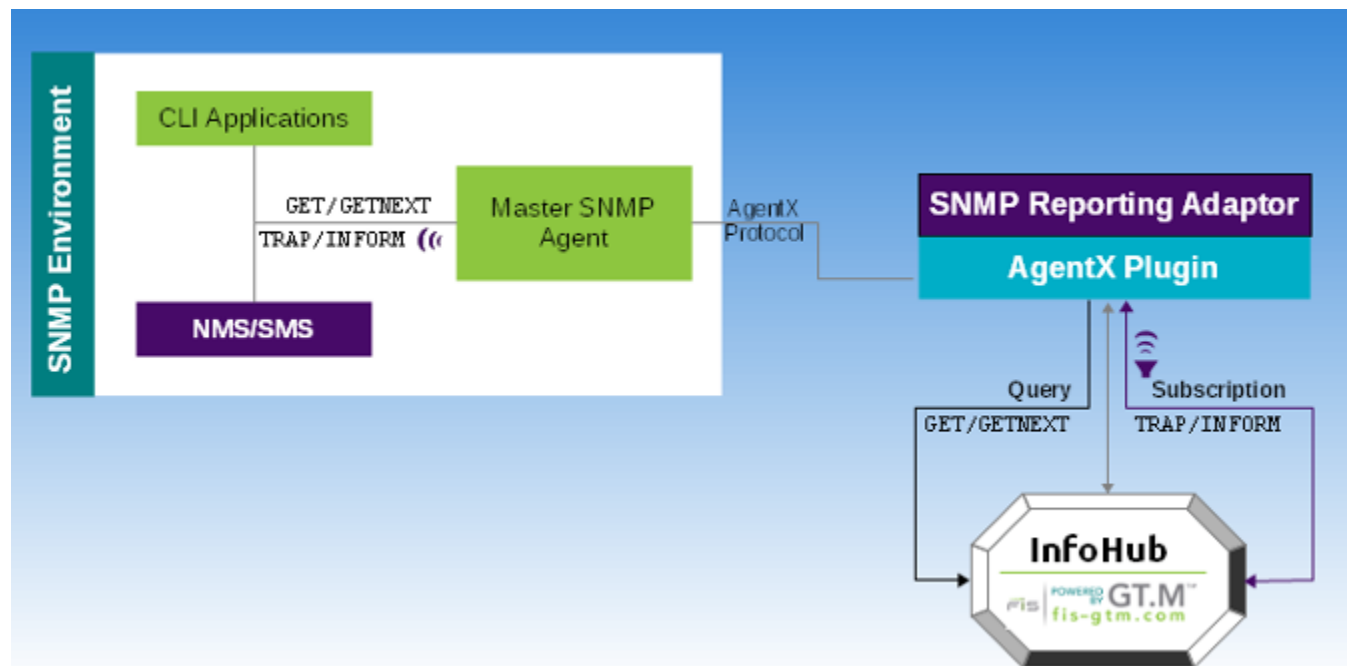 SNMP Environment
CLI Applications
GET/GETNEXT
TRAP/INFORM
Master SNMP
Agent
NMS/SMS
AgentX
Protocol
SNMP Reporting Adaptor
AgentX Plugin
Query
GET/GETNEXT
Subscription
TRAP/INFORM
InfoHub
FIS
POWERED
BY
GT.M™
fis-gtm.com